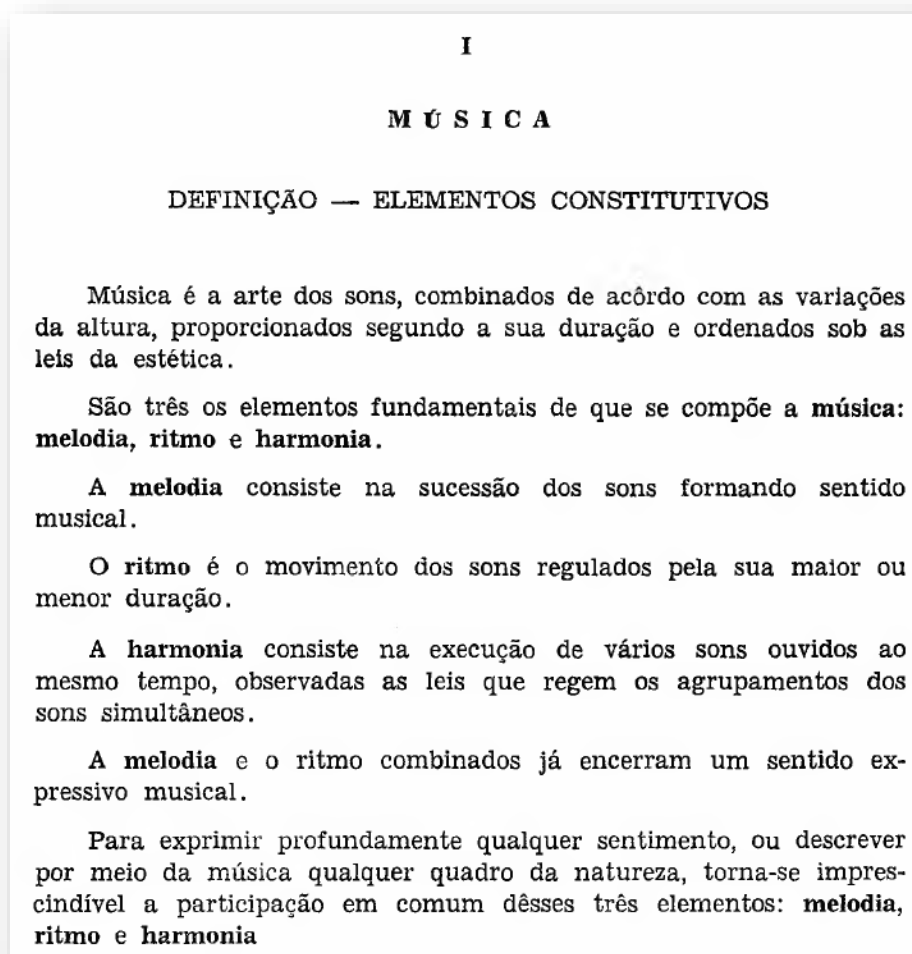 I
MÚSICA
DEFINIÇÃO — ELEMENTOS CONSTITUTIVOS
Música é a arte dos sons, combinados de acôrdo com as variações
da altura, proporcionados segundo a sua duração e ordenados sob as
leis da estética.
São três os elementos fundamentais de que se compõe a música:
melodia, ritmo e harmonia.
A melodia consiste na sucessão dos sons formando sentido
musical.
O ritmo é o movimento dos sons regulados pela sua maior ou
menor duração.
A harmonia consiste na execução de vários sons ouvidos ao
mesmo tempo, observadas as leis que regem os agrupamentos dos
sons simultâneos.
A melodia e o ritmo combinados já encerram um sentido ex-
pressivo musical.
Para exprimir profundamente qualquer sentimento, ou descrever
por meio da música qualquer quadro da natureza, torna-se impres-
cindível a participação em comum dêsses três elementos: melodia,
ritmo e harmonia